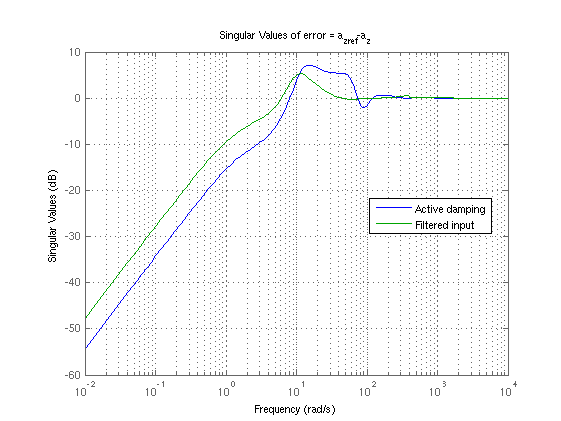 Singular Values of error = a_zref-a_z
10
0
-10
-20
-30
-40
-50
-60
Singular Values (dB)
Active damping
Filtered input
10^-2 10^-1 10^0 10^1 10^2 10^3 10^4
Frequency (rad/s)